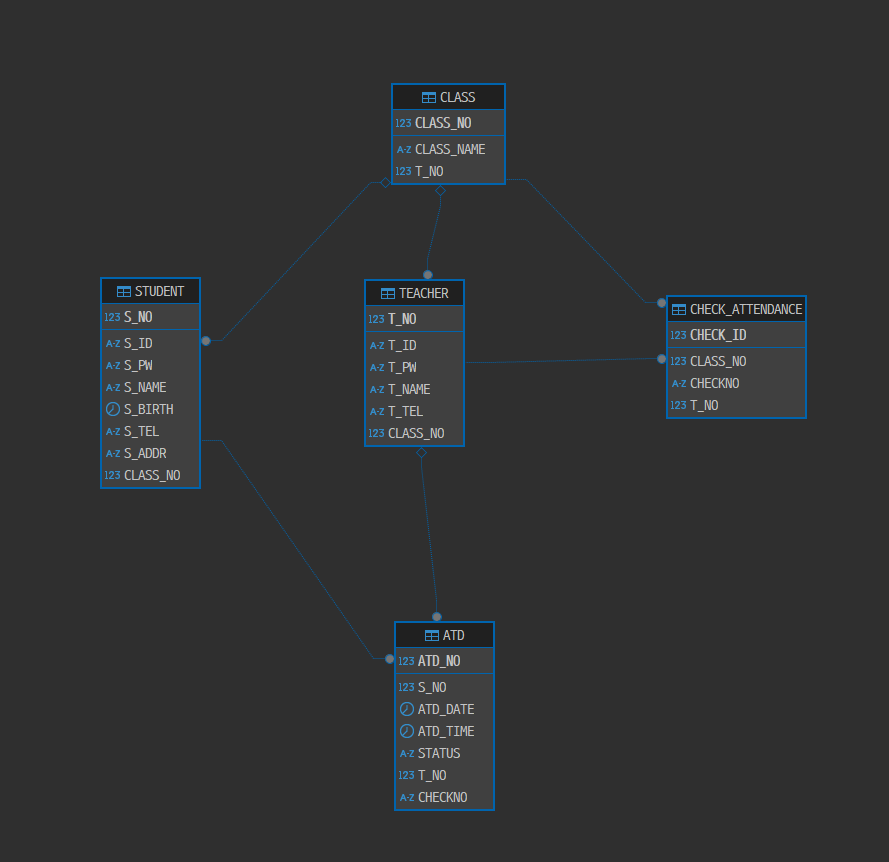 CLASS
123 CLASS_NO
A-Z CLASS_NAME
123 T_NO
STUDENT
123 S_NO
A-Z S_ID
A-Z S_PW
A-Z S_NAME
S_BIRTH
A-Z S_TEL
A-Z S_ADDR
123 CLASS_NO
TEACHER
123 T_NO
A-Z T_ID
A-Z T_PW
A-Z T_NAME
A-Z T_TEL
123 CLASS_NO
CHECK_ATTENDANCE
123 CHECK_ID
123 CLASS_NO
A-Z CHECKNO
123 T_NO
ATD
123 ATD_NO
123 S_NO
ATD_DATE
ATD_TIME
A-Z STATUS
123 T_NO
A-Z CHECKNO